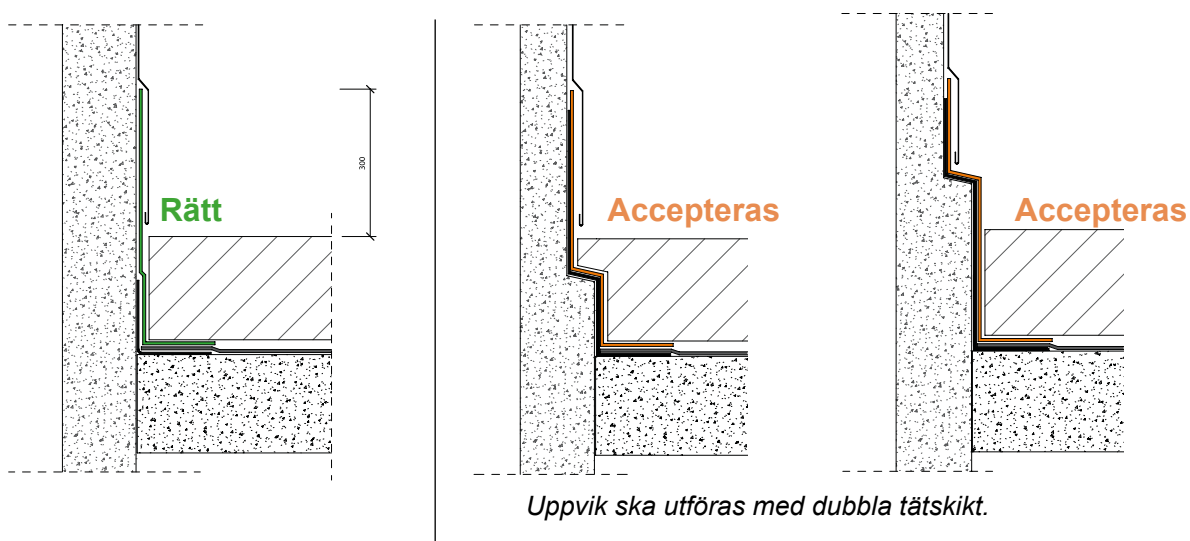 Rätt
300
Accepteras
Accepteras
Uppvik ska utföras med dubbla tätskikt.